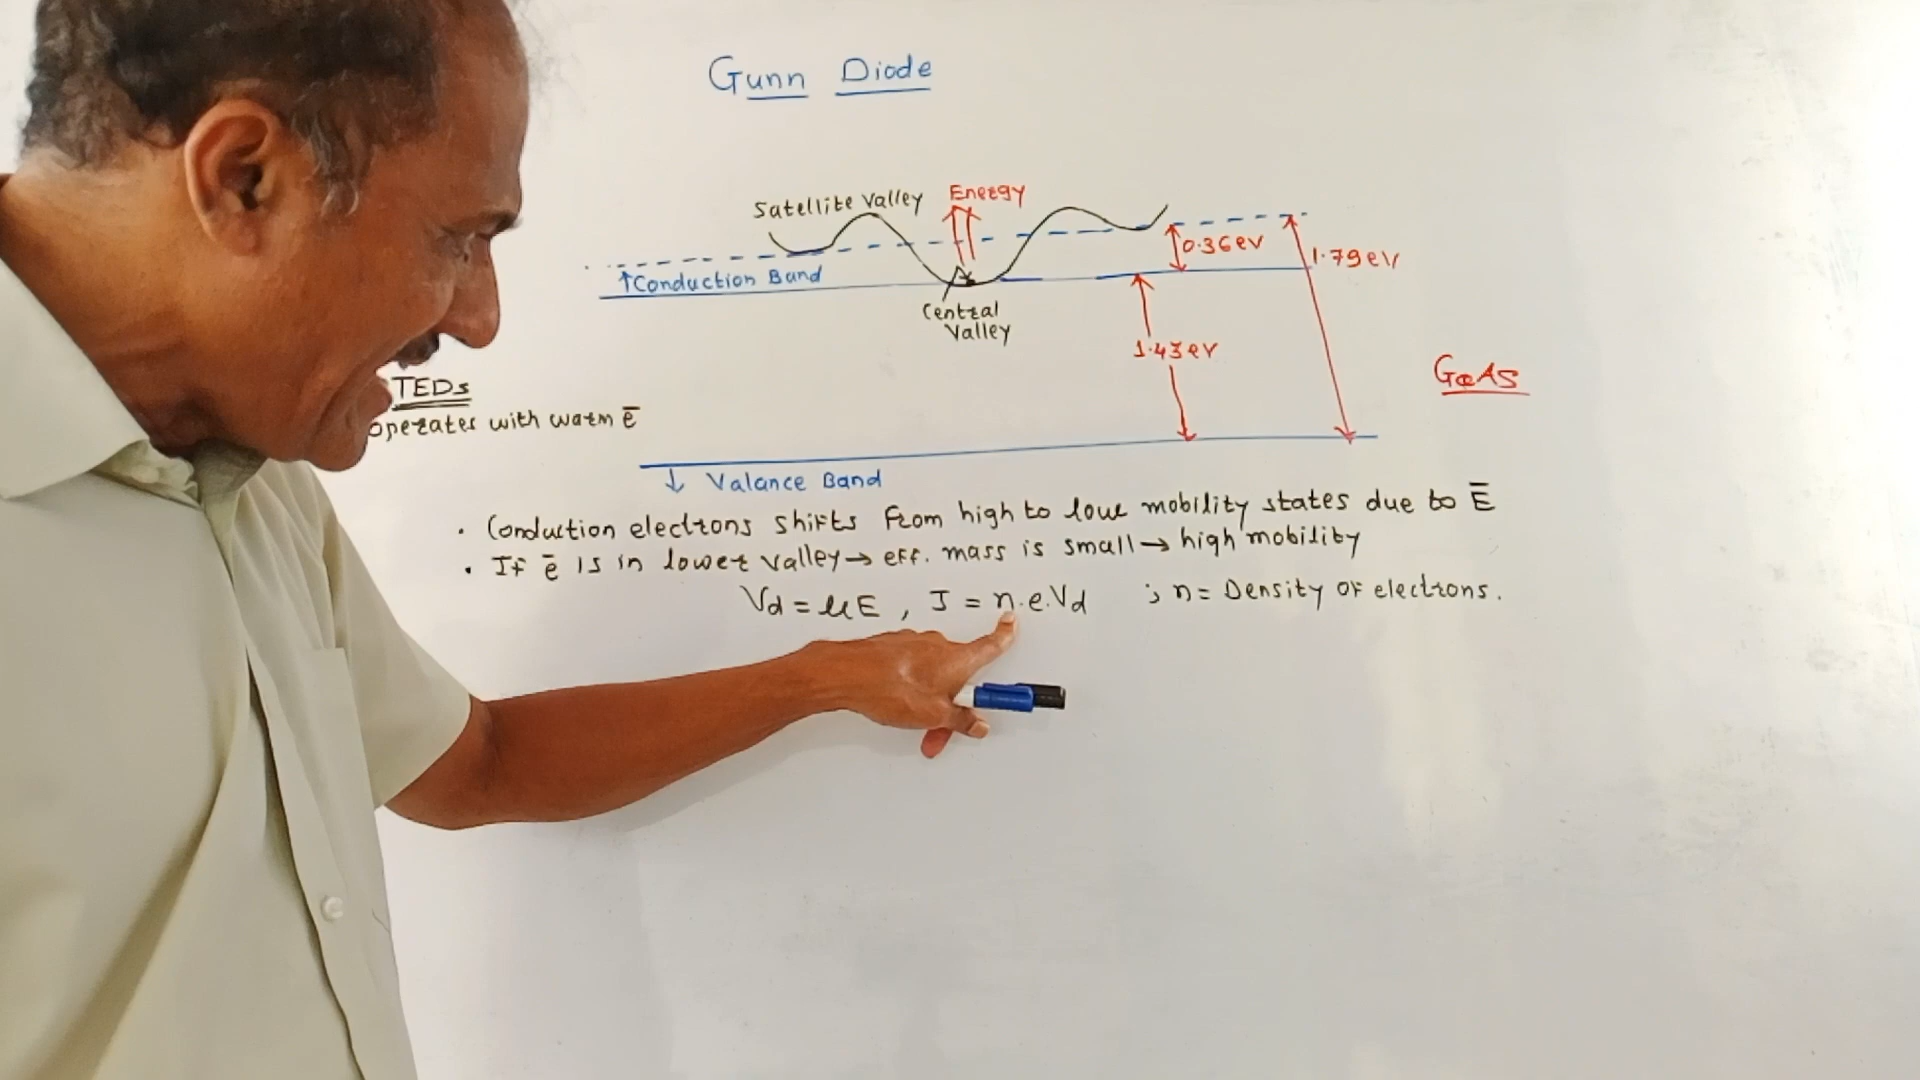 Gunn Diode
Satellite Valley
Energy
0.36ev
1.79ev
↑Conduction Band
Central
Valley
1.43ev
GaAs
TEDs
operates with warm e̅
↓ Valance Band
• Conduction electrons shifts from high to low mobility states due to E̅
• If e̅ is in lower valley→ eff. mass is small→ high mobility
Vd = μE , J = n.e.Vd ; n= Density of electrons.